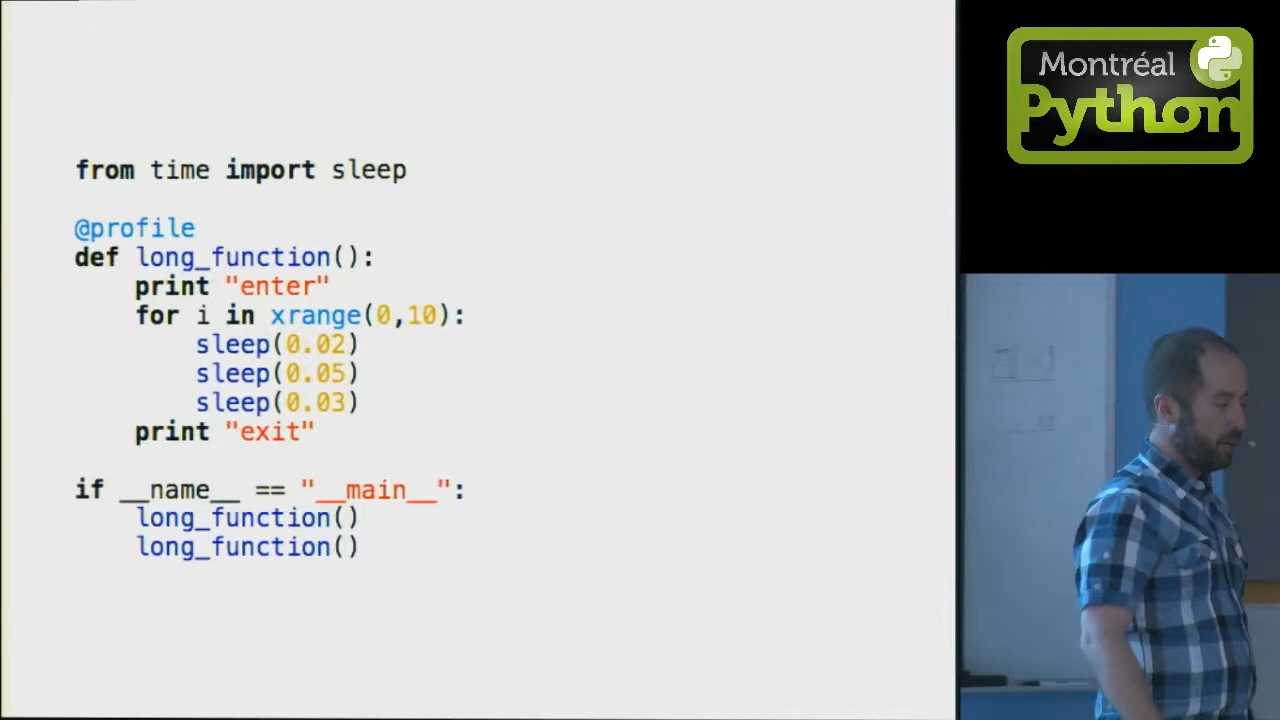 from time import sleep
@profile
def long_function():
    print "enter"
    for i in xrange(0,10):
        sleep(0.02)
        sleep(0.05)
        sleep(0.03)
    print "exit"
if __name__ == "__main__":
    long_function()
    long_function()
Montréal
Python